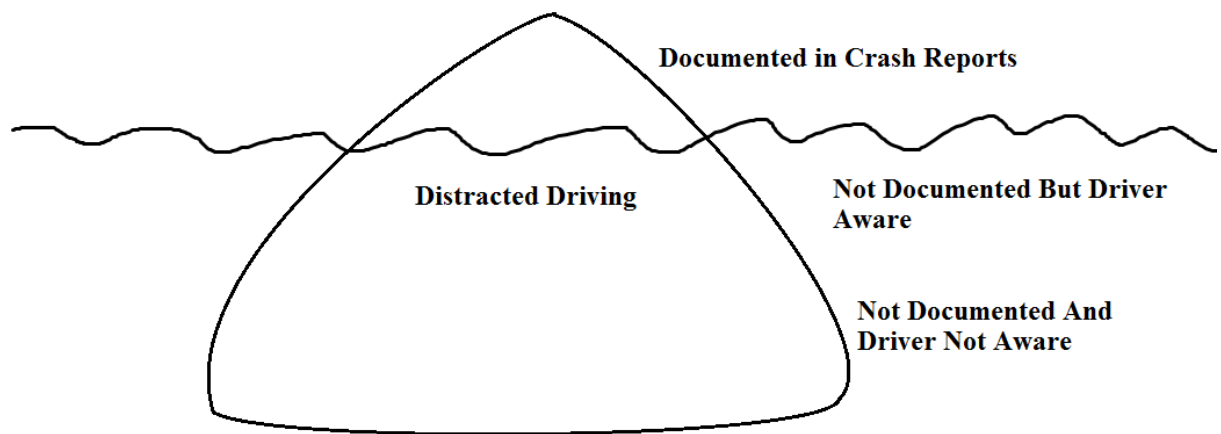 Documented in Crash Reports
Distracted Driving
Not Documented But Driver
Aware
Not Documented And
Driver Not Aware